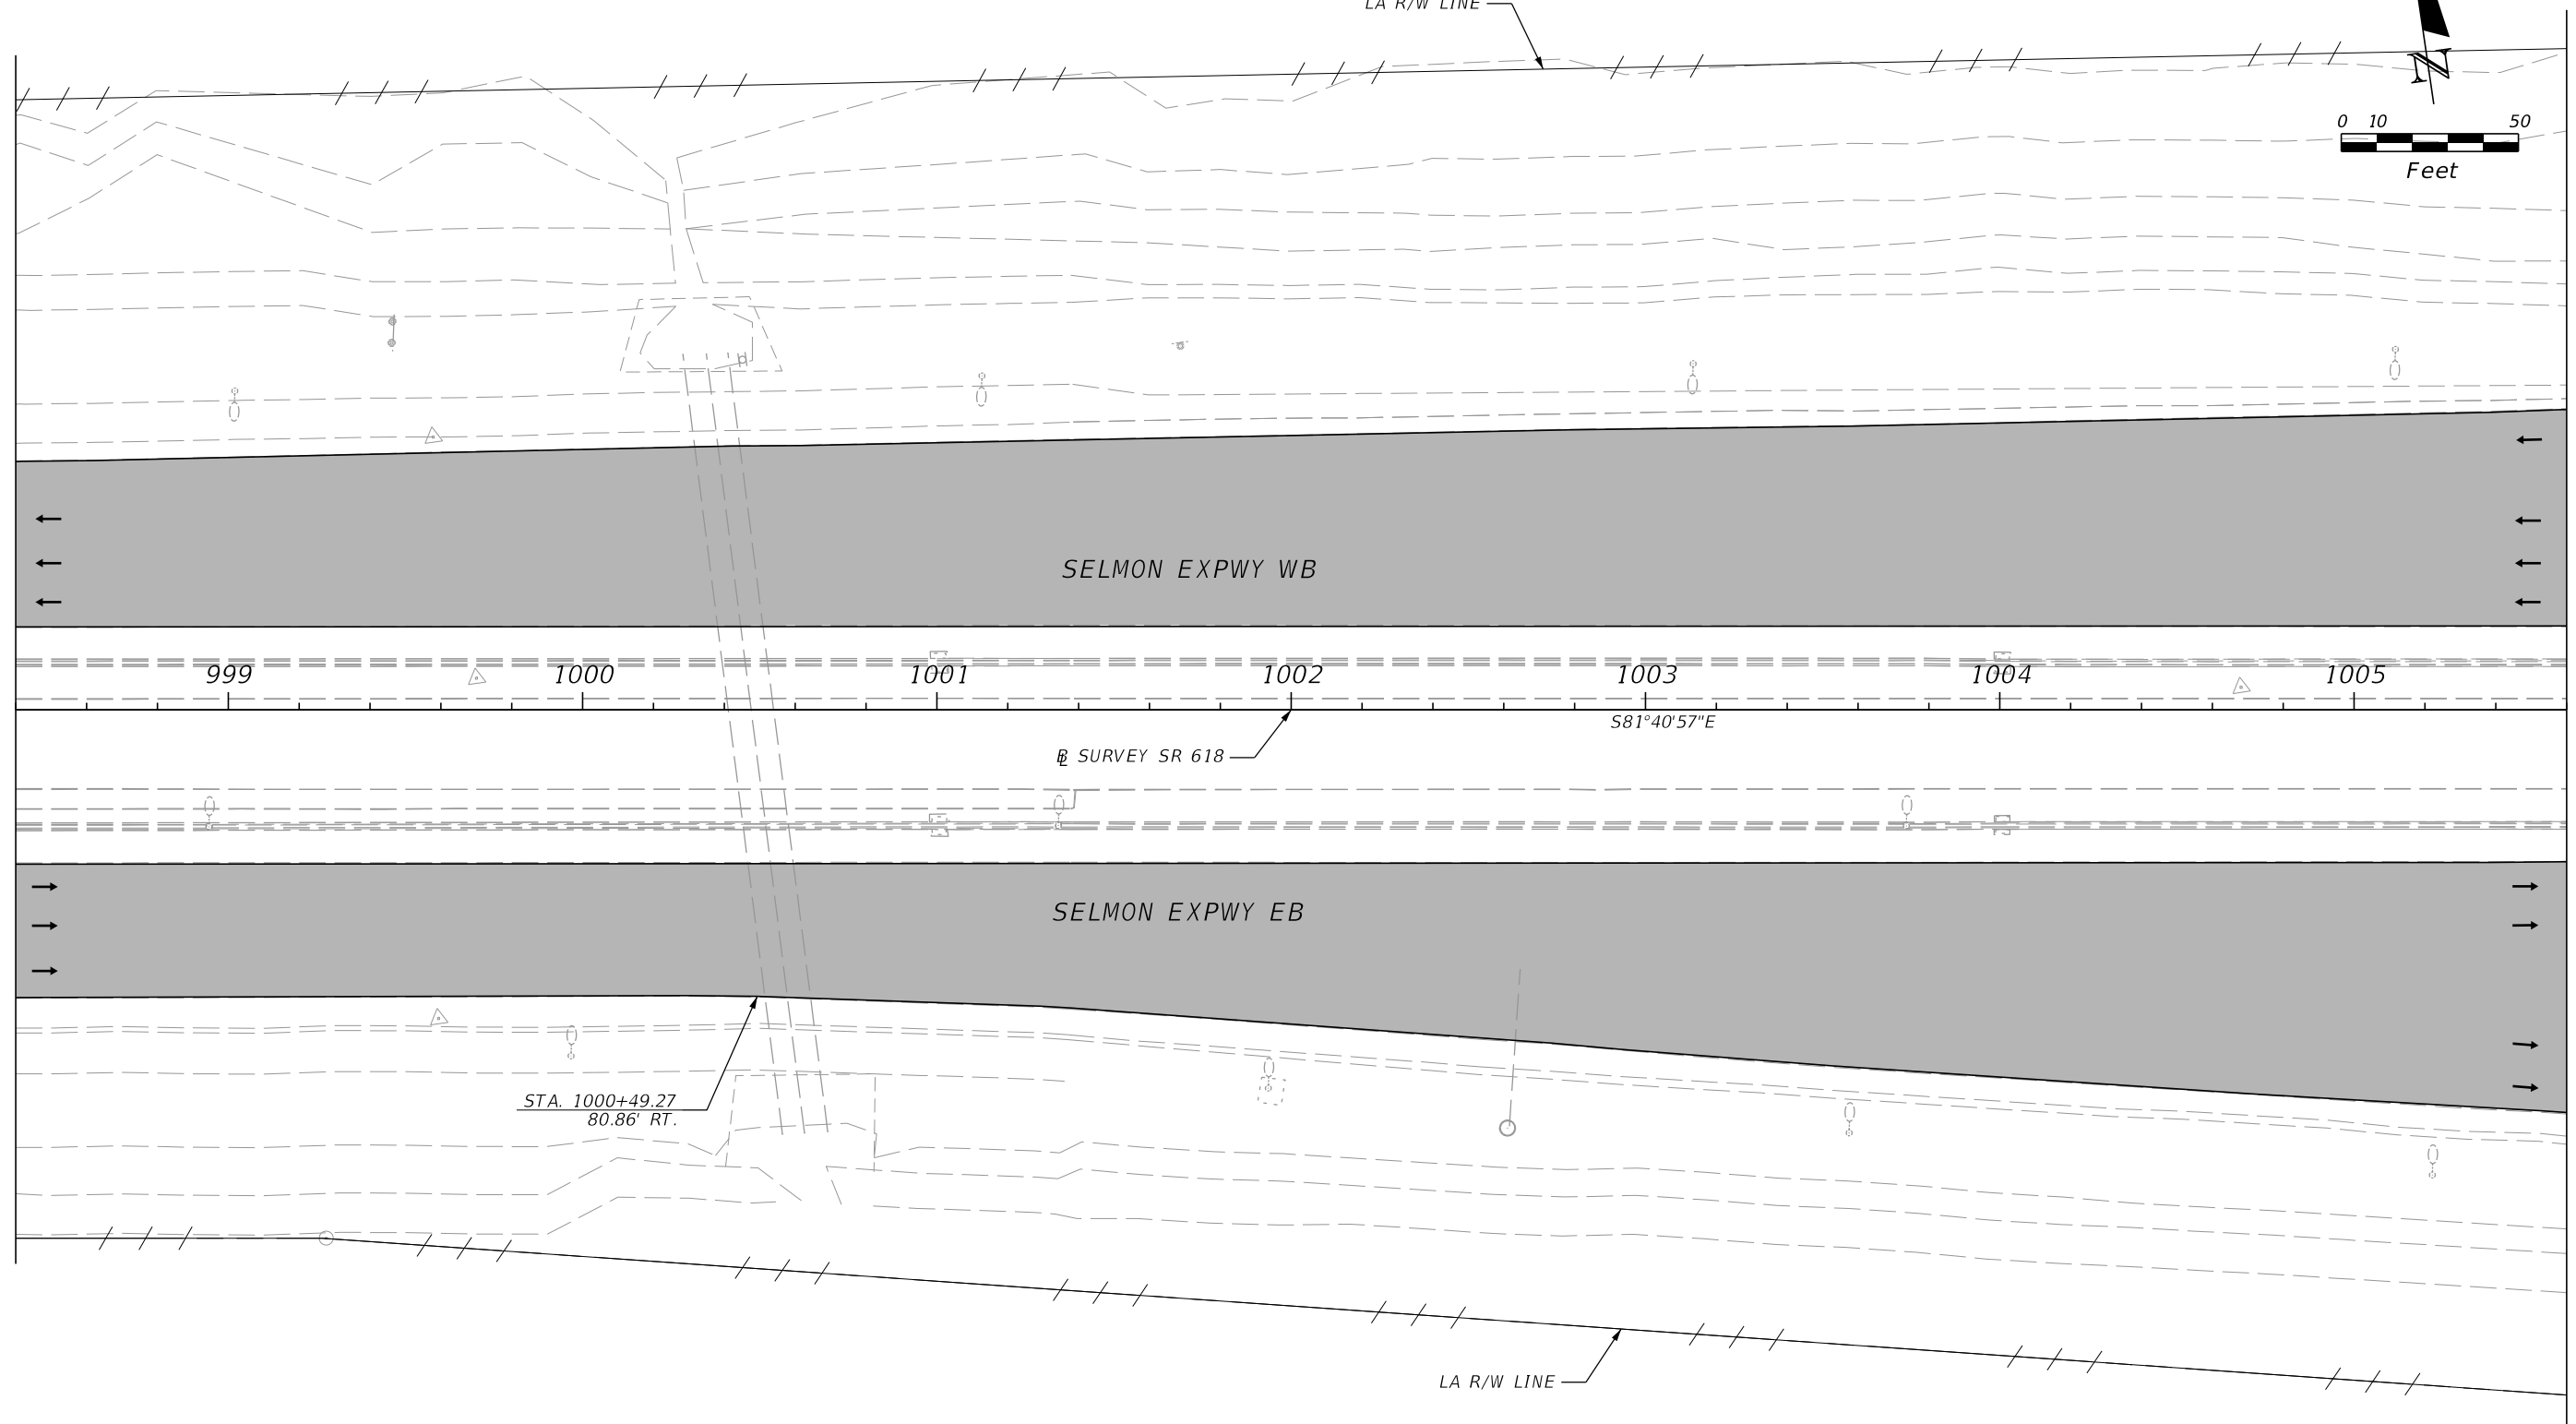 LA R/W LINE
N
0 10 50
Feet
SELMON EXPWY WB
999 1000 1001 1002 1003 1004 1005
S81°40'57"E
BL SURVEY SR 618
SELMON EXPWY EB
STA. 1000+49.27
80.86' RT.
LA R/W LINE